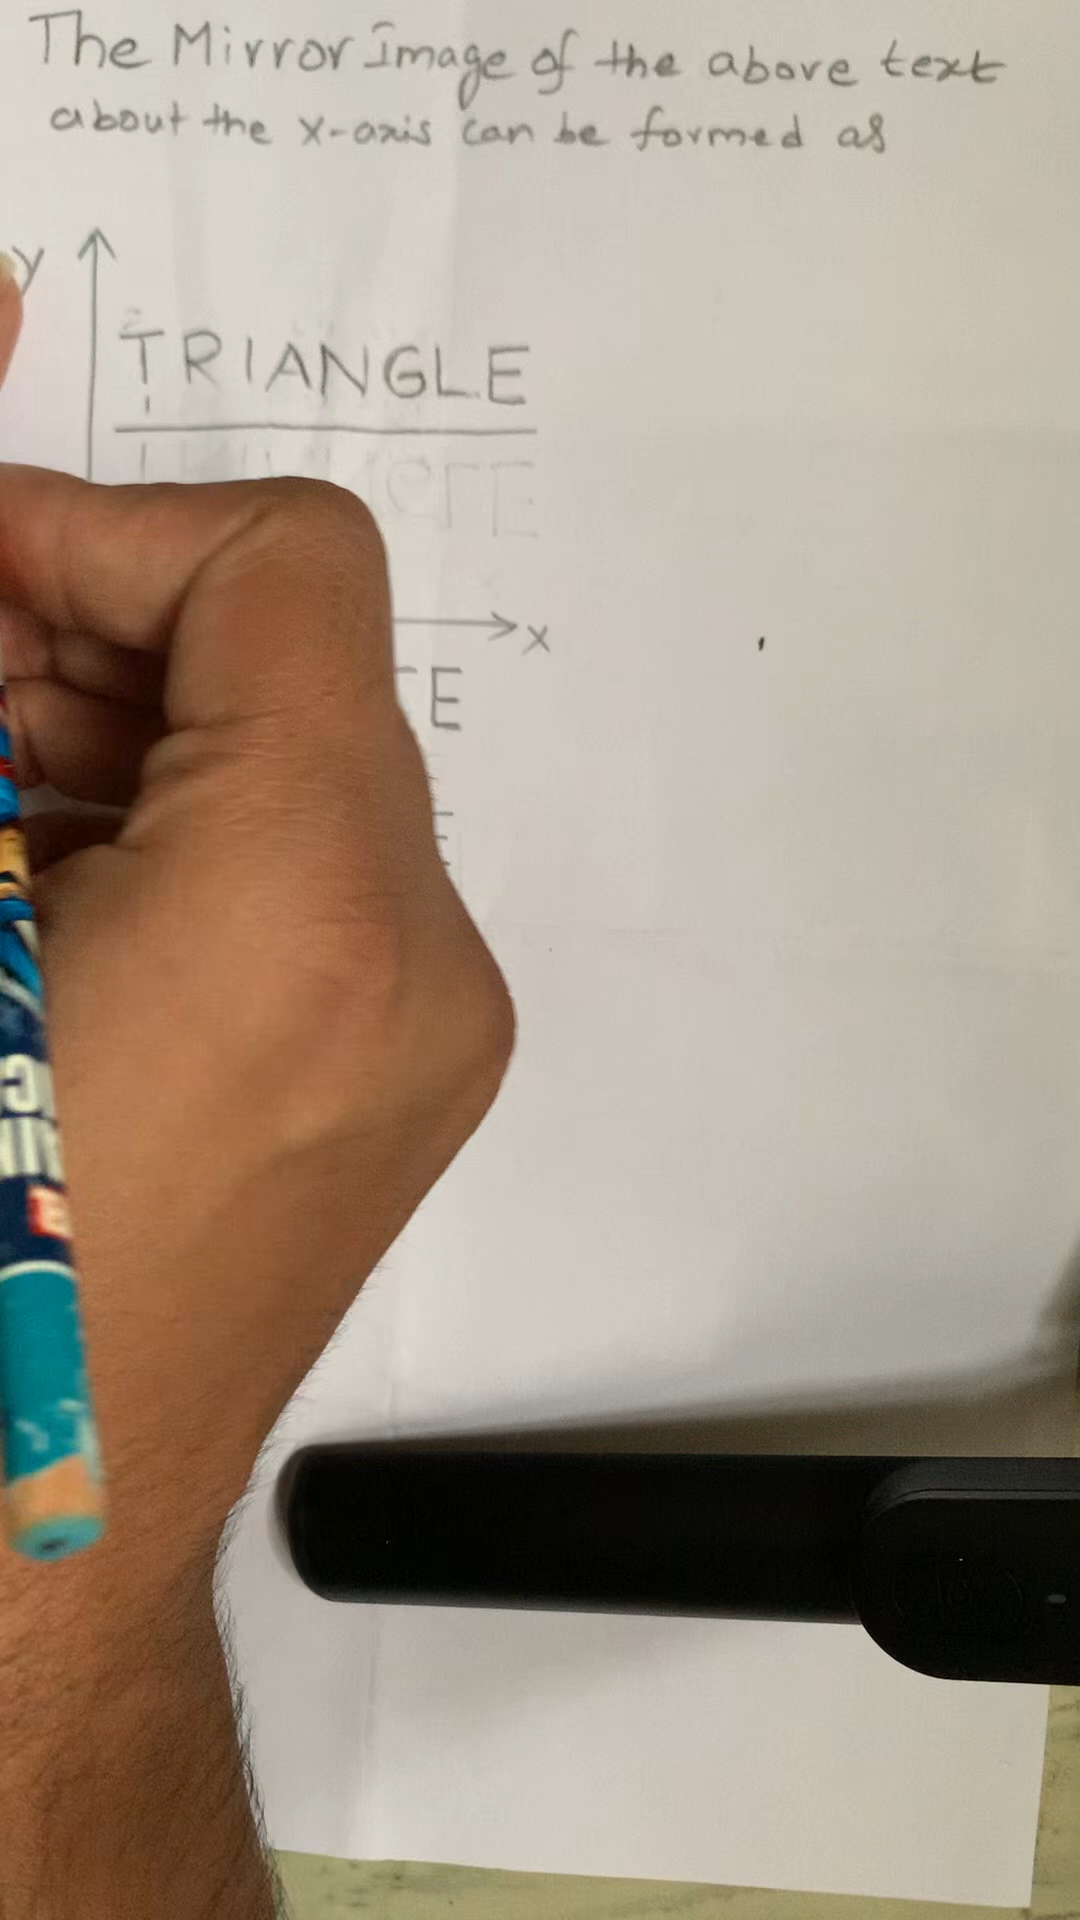 The Mirror Image of the above text
about the x-axis can be formed as
y
TRIANGLE
x
E